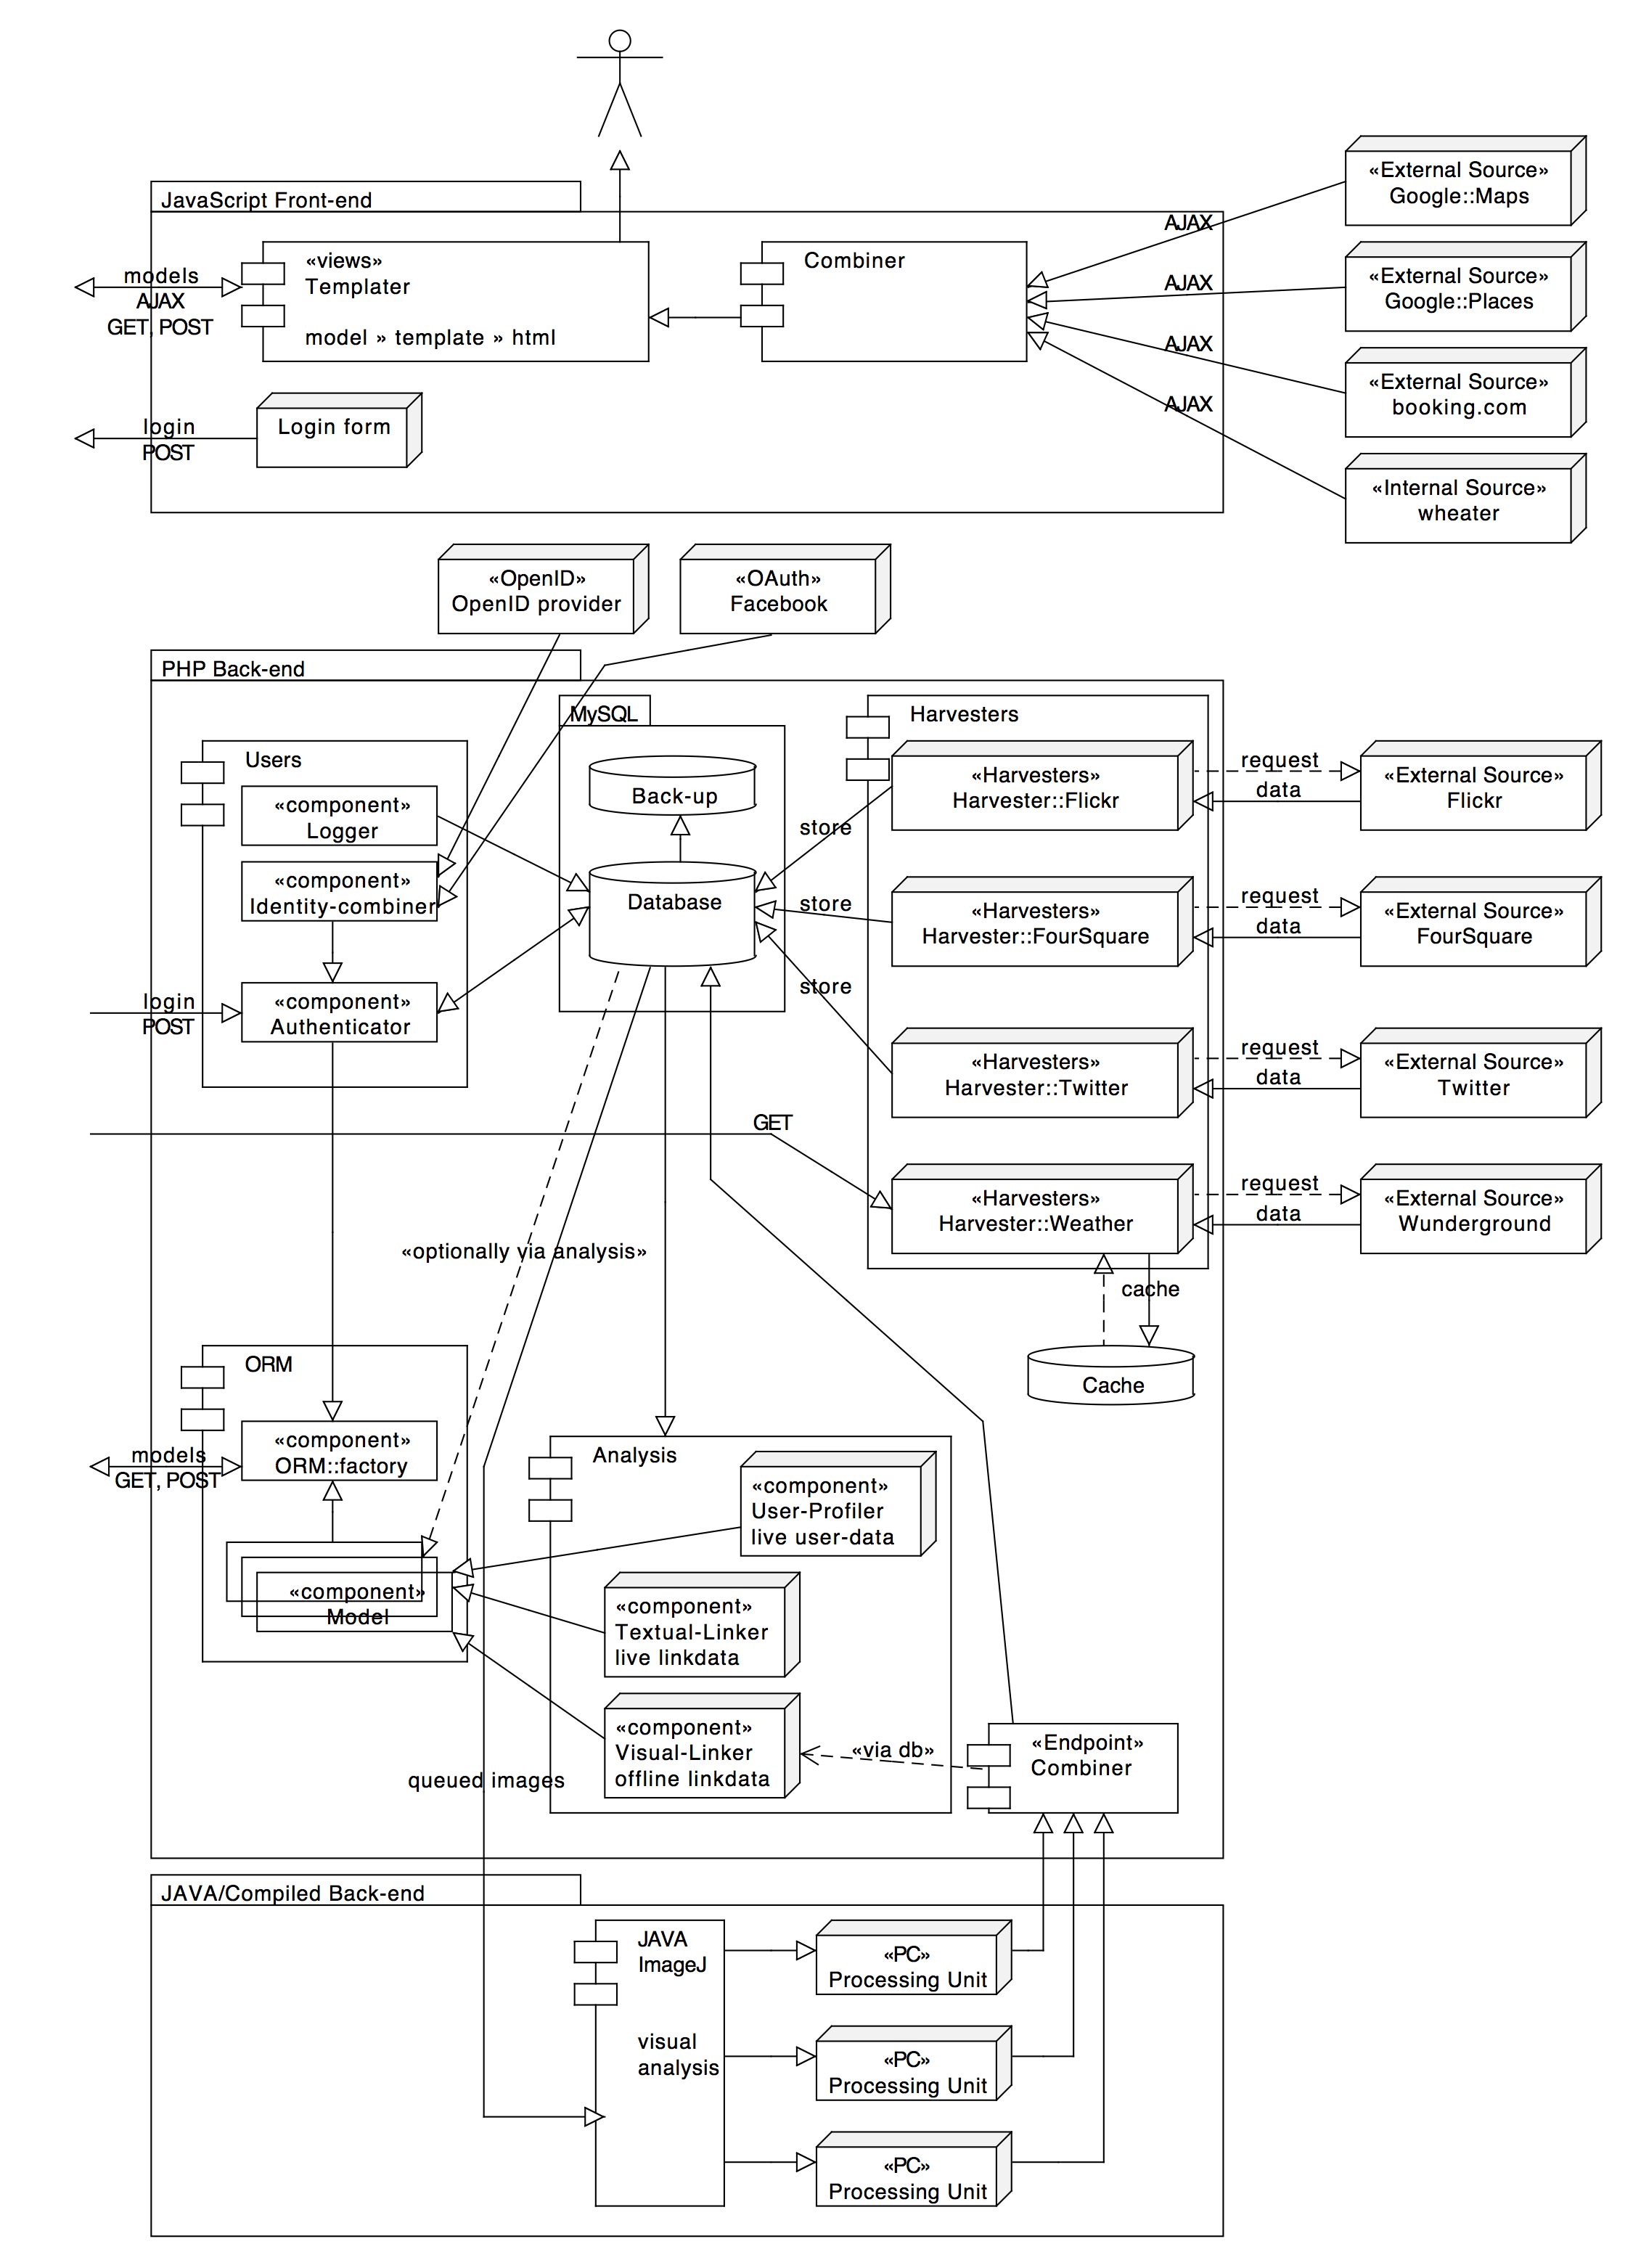 JavaScript Front-end
«views»
Templater
model » template » html
Combiner
models
AJAX
GET, POST
login
POST
Login form
AJAX
AJAX
AJAX
AJAX
«External Source»
Google::Maps
«External Source»
Google::Places
«External Source»
booking.com
«Internal Source»
wheater
«OpenID»
OpenID provider
«OAuth»
Facebook
PHP Back-end
Users
«component»
Logger
«component»
Identity-combiner
«component»
Authenticator
login
POST
MySQL
Back-up
Database
store
store
store
Harvesters
«Harvesters»
Harvester::Flickr
«Harvesters»
Harvester::FourSquare
«Harvesters»
Harvester::Twitter
«Harvesters»
Harvester::Weather
request
data
request
data
request
data
request
data
«External Source»
Flickr
«External Source»
FourSquare
«External Source»
Twitter
«External Source»
Wunderground
GET
cache
Cache
«optionally via analysis»
ORM
«component»
ORM::factory
models
GET, POST
«component»
Model
Analysis
«component»
User-Profiler
live user-data
«component»
Textual-Linker
live linkdata
«component»
Visual-Linker
offline linkdata
«via db»
«Endpoint»
Combiner
queued images
JAVA/Compiled Back-end
JAVA
ImageJ
visual
analysis
«PC»
Processing Unit
«PC»
Processing Unit
«PC»
Processing Unit